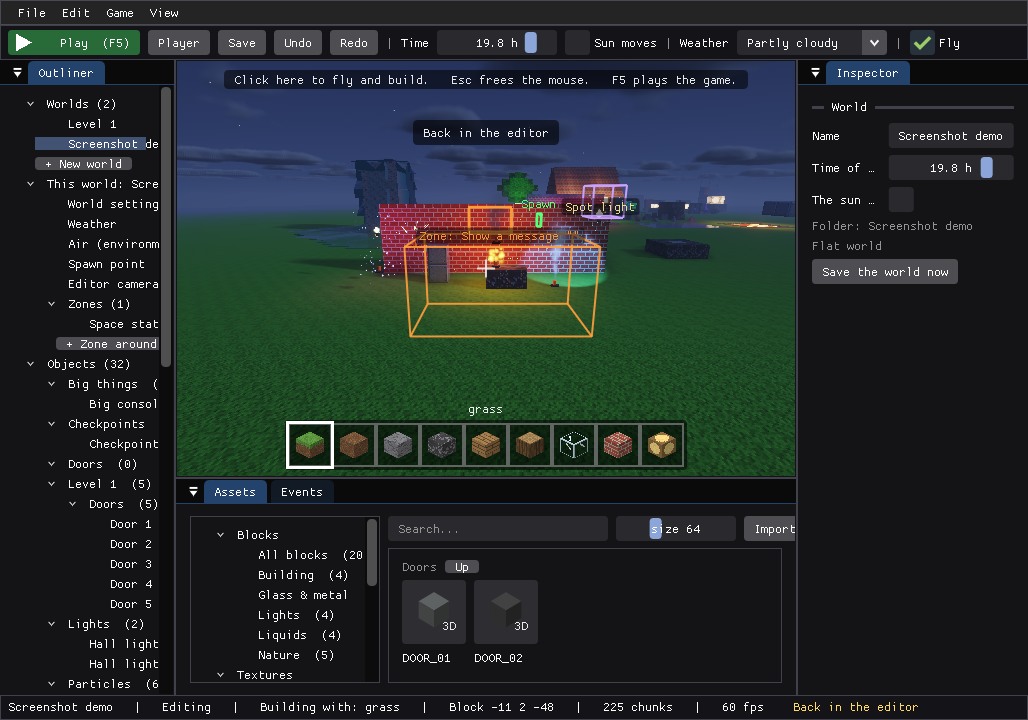 File Edit Game View
Play (F5) Player Save Undo Redo | Time 19.8 h Sun moves | Weather Partly cloudy | Fly
Outliner
Worlds (2)
Level 1
Screenshot de
+ New world
This world: Scre
World setting
Weather
Air (environm
Spawn point
Editor camera
Zones (1)
Space stat
+ Zone around
Objects (32)
Big things (
Big consol
Checkpoints
Checkpoint
Doors (0)
Level 1 (5)
Doors (5)
Door 1
Door 2
Door 3
Door 4
Door 5
Lights (2)
Hall light
Hall light
Particles (6
Click here to fly and build. Esc frees the mouse. F5 plays the game.
Back in the editor
Spawn
Spot light
Zone: Show a message ""
grass
Assets Events
Blocks
All blocks (20
Building (4)
Glass & metal
Lights (4)
Liquids (4)
Nature (5)
Textures
Search... size 64 Import
Doors Up
3D 3D
DOOR_01 DOOR_02
Inspector
World
Name Screenshot demo
Time of … 19.8 h
The sun …
Folder: Screenshot demo
Flat world
Save the world now
Screenshot demo | Editing | Building with: grass | Block -11 2 -48 | 225 chunks | 60 fps Back in the editor